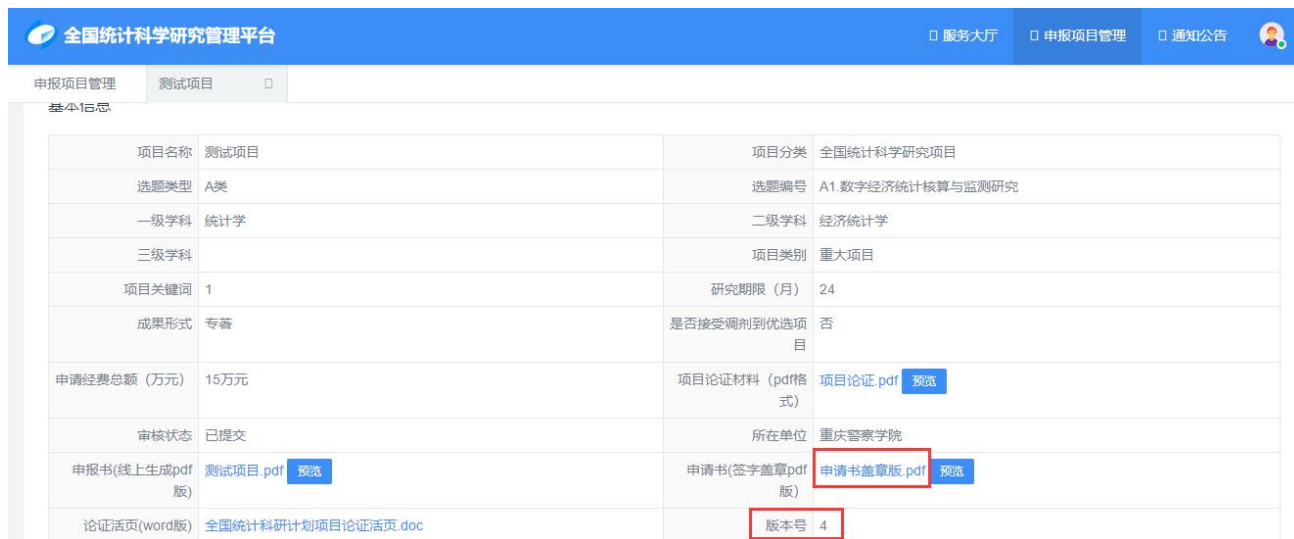 全国统计科学研究管理平台
服务大厅 申报项目管理 通知公告
申报项目管理 测试项目
基本信息
项目名称 测试项目 项目分类 全国统计科学研究项目
选题类型 A类 选题编号 A1.数字经济统计核算与监测研究
一级学科 统计学 二级学科 经济统计学
三级学科 项目类别 重大项目
项目关键词 1 研究期限（月） 24
成果形式 专著 是否接受调剂到优选项 否
目
申请经费总额（万元） 15万元 项目论证材料（pdf格 项目论证.pdf 预览
式）
审核状态 已提交 所在单位 重庆警察学院
申报书(线上生成pdf 测试项目.pdf 预览 申请书(签字盖章pdf 申请书盖章版.pdf 预览
版) 版)
论证活页(word版) 全国统计科研计划项目论证活页.doc 版本号 4